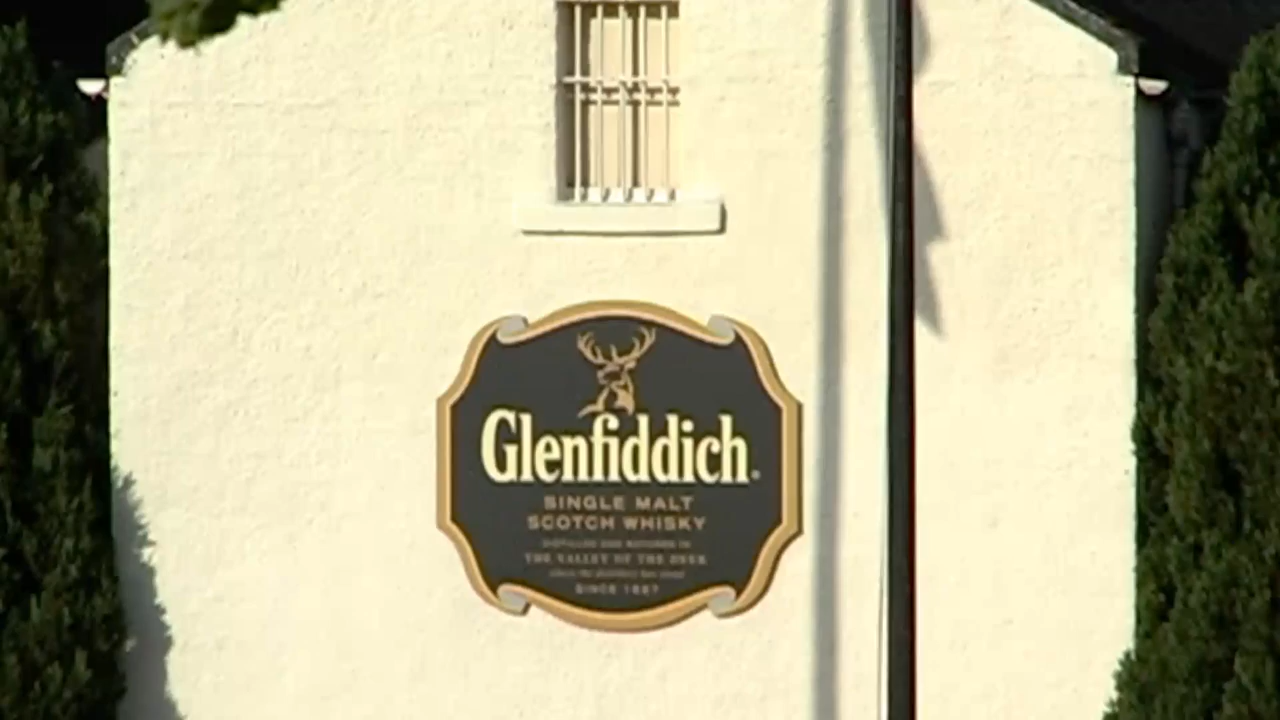 Glenfiddich
SINGLE MALT
SCOTCH WHISKY
THE VALLEY OF THE DEER
SINCE 1887